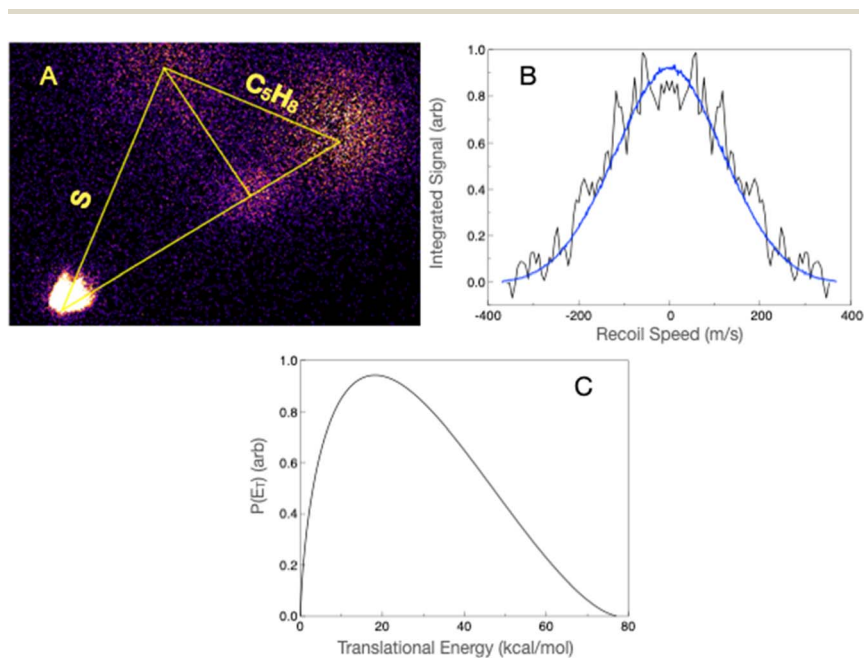 A
C₅H₈
S
B
Integrated Signal (arb)
1.0
0.8
0.6
0.4
0.2
0.0
-400 -200 0 200 400
Recoil Speed (m/s)
C
P(E_T) (arb)
1.0
0.8
0.6
0.4
0.2
0.0
0 20 40 60 80
Translational Energy (kcal/mol)